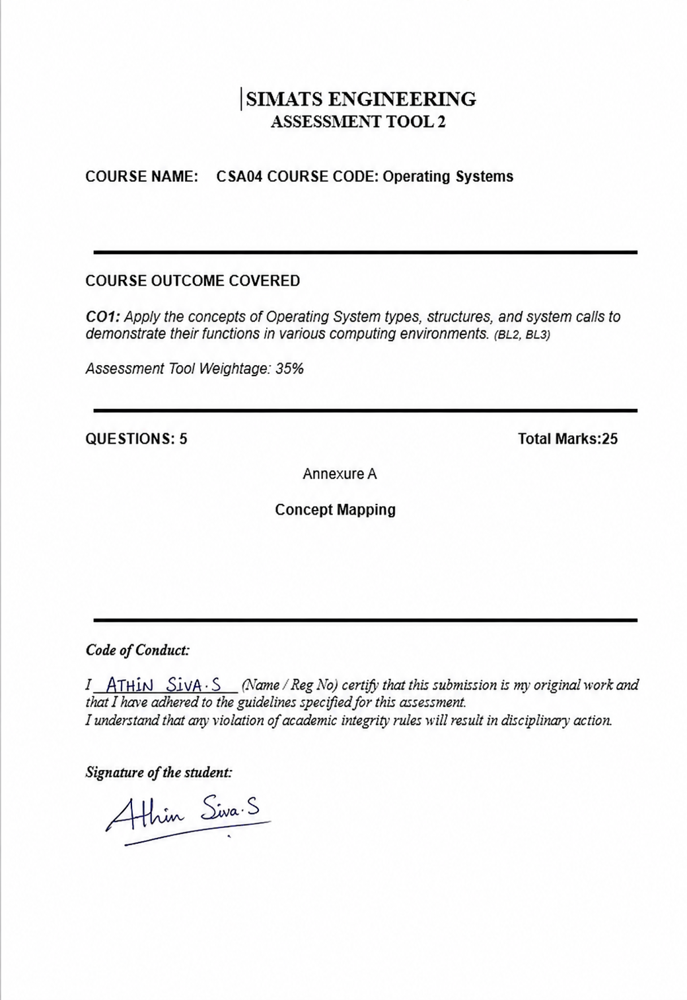 SIMATS ENGINEERING
ASSESSMENT TOOL 2
COURSE NAME: CSA04 COURSE CODE: Operating Systems
COURSE OUTCOME COVERED
CO1: Apply the concepts of Operating System types, structures, and system calls to
demonstrate their functions in various computing environments. (BL2, BL3)
Assessment Tool Weightage: 35%
QUESTIONS: 5 Total Marks:25
Annexure A
Concept Mapping
Code of Conduct:
I ATHiN SiVA.S (Name / Reg No) certify that this submission is my original work and
that I have adhered to the guidelines specified for this assessment.
I understand that any violation of academic integrity rules will result in disciplinary action.
Signature of the student:
Athin Siva.S